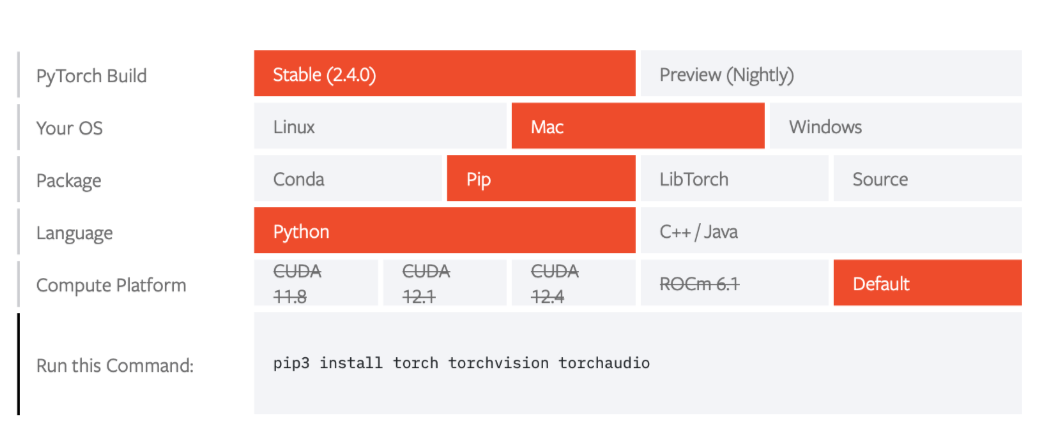 PyTorch Build
Stable (2.4.0)
Preview (Nightly)
Your OS
Linux
Mac
Windows
Package
Conda
Pip
LibTorch
Source
Language
Python
C++ / Java
Compute Platform
CUDA
11.8
CUDA
12.1
CUDA
12.4
ROCm 6.1
Default
Run this Command:
pip3 install torch torchvision torchaudio